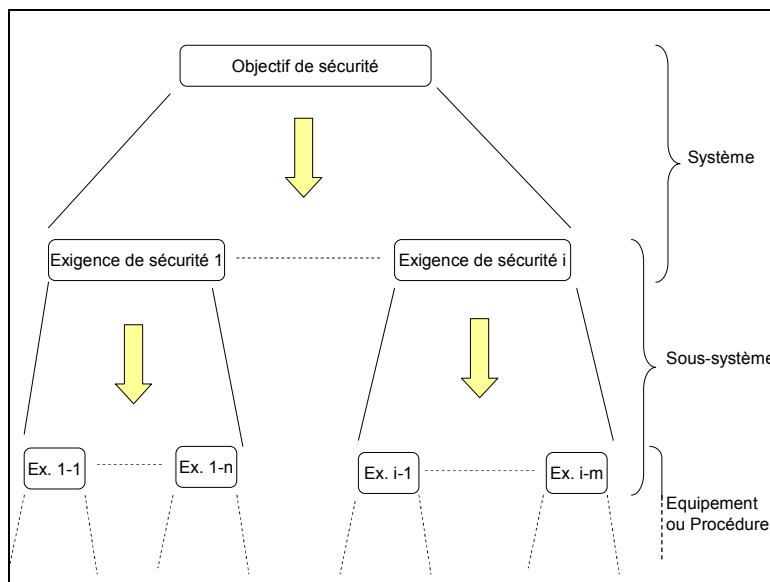 Objectif de sécurité
Système
Exigence de sécurité 1
Exigence de sécurité i
Sous-système
Ex. 1-1
Ex. 1-n
Ex. i-1
Ex. i-m
Equipement
ou Procédure